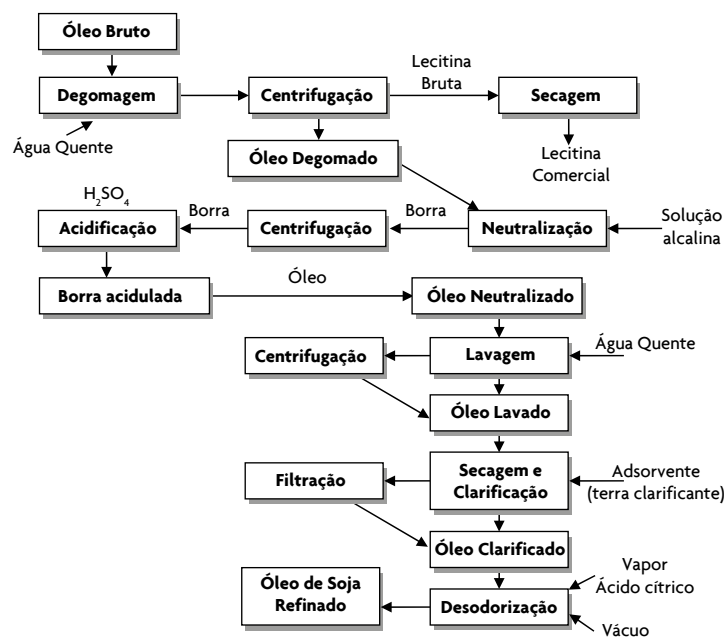 Óleo Bruto
Degomagem
Centrifugação
Lecitina
Bruta
Secagem
Água Quente
Óleo Degomado
Lecitina
Comercial
H₂SO₄
Acidificação
Borra
Centrifugação
Borra
Neutralização
Solução
alcalina
Borra acidulada
Óleo
Óleo Neutralizado
Centrifugação
Lavagem
Água Quente
Óleo Lavado
Filtração
Secagem e
Clarificação
Adsorvente
(terra clarificante)
Óleo Clarificado
Óleo de Soja
Refinado
Desodorização
Vapor
Ácido cítrico
Vácuo